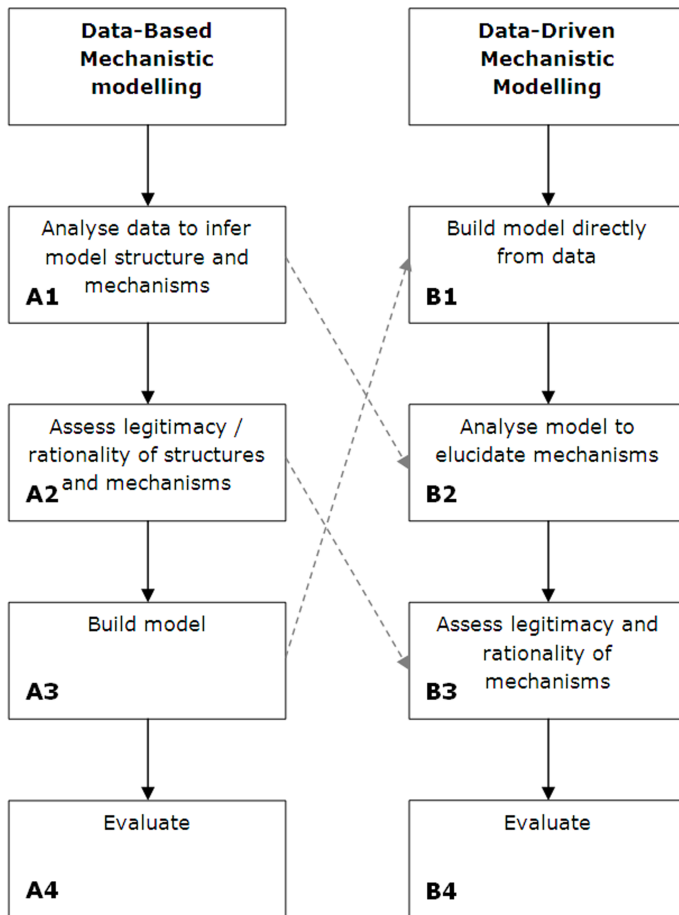 Data-Based
Mechanistic
modelling
Data-Driven
Mechanistic
Modelling
Analyse data to infer
model structure and
mechanisms
A1
Build model directly
from data
B1
Assess legitimacy /
rationality of structures
and mechanisms
A2
Analyse model to
elucidate mechanisms
B2
Build model
A3
Assess legitimacy and
rationality of
mechanisms
B3
Evaluate
A4
Evaluate
B4